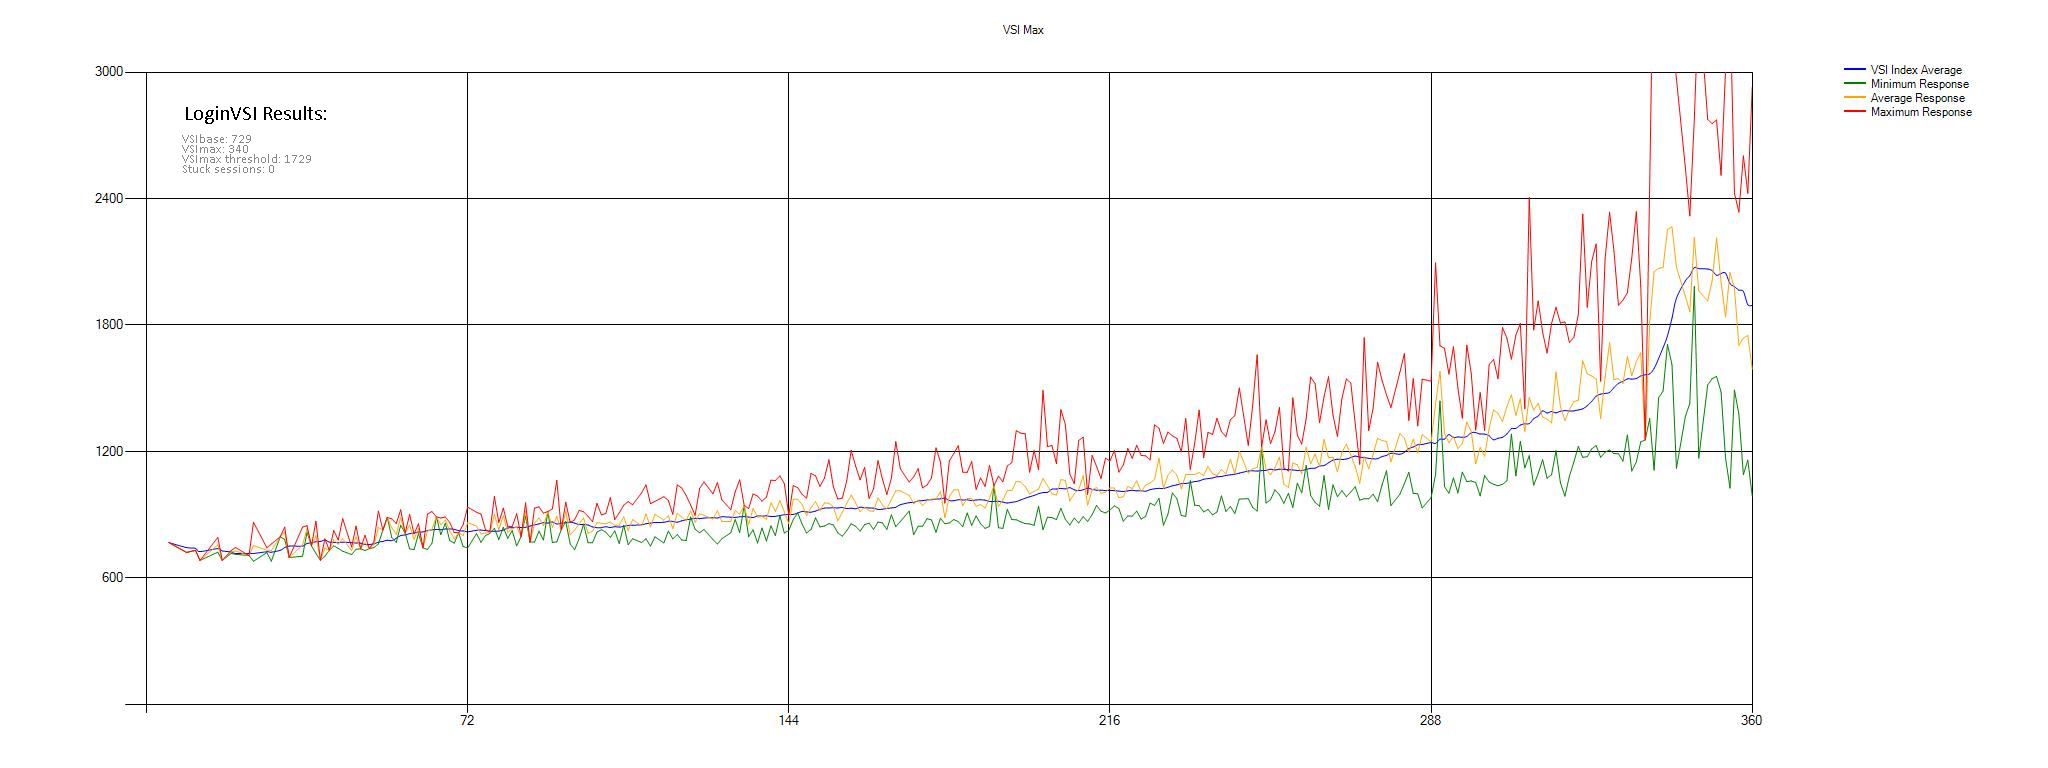 VSI Max
3000
2400
1800
1200
600
LoginVSI Results:
VSIbase: 729
VSImax: 340
VSImax threshold: 1729
Stuck sessions: 0
VSI Index Average
Minimum Response
Average Response
Maximum Response
72
144
216
288
360